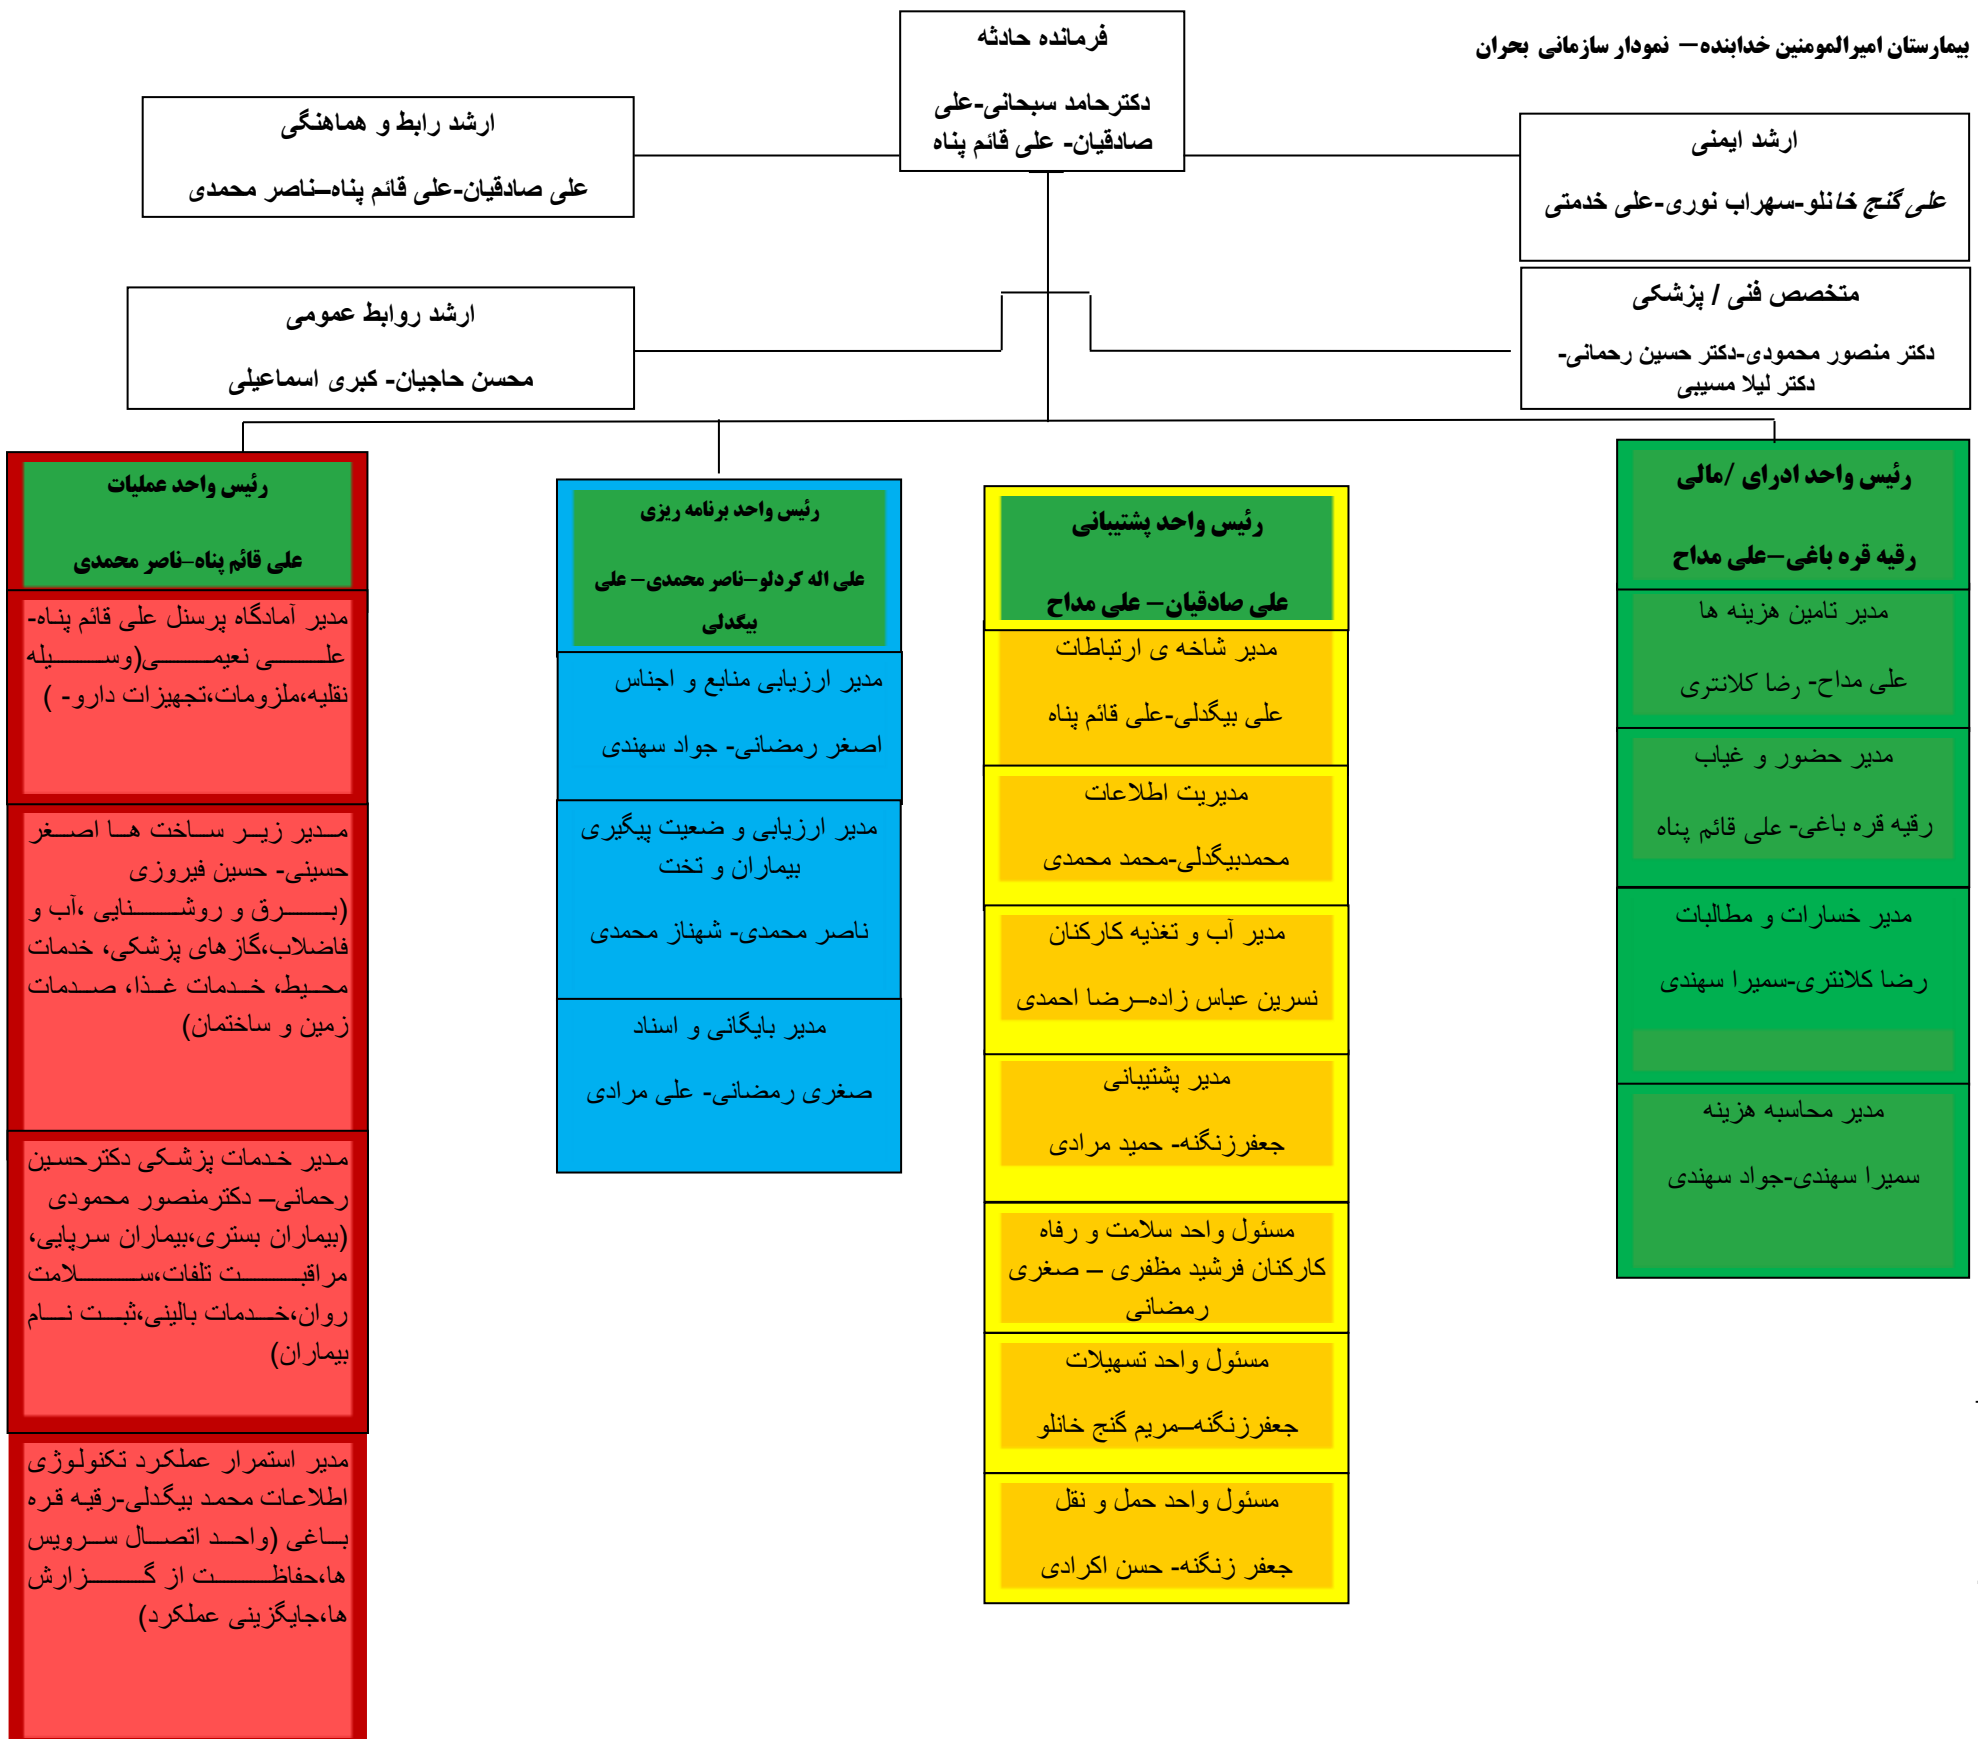 بیمارستان امیرالمومنین خدابنده – نمودار سازمانی بحران
فرمانده حادثه
دکترحامد سبحانی-علی
صادقیان- علی قائم پناه
ارشد ایمنی
علی گنج خانلو-سهراب نوری-علی خدمتی
ارشد رابط و هماهنگی
علی صادقیان-علی قائم پناه–ناصر محمدی
متخصص فنی / پزشکی
دکتر منصور محمودی-دکتر حسین رحمانی-
دکتر لیلا مسیبی
ارشد روابط عمومی
محسن حاجیان- کبری اسماعیلی
رئیس واحد ادرای /مالی
رقیه قره باغی–علی مداح
مدیر تامین هزینه ها
علی مداح- رضا کلانتری
مدیر حضور و غیاب
رقیه قره باغی- علی قائم پناه
مدیر خسارات و مطالبات
رضا کلانتری-سمیرا سهندی
مدیر محاسبه هزینه
سمیرا سهندی-جواد سهندی
رئیس واحد پشتیبانی
علی صادقیان– علی مداح
مدیر شاخه ی ارتباطات
علی بیگدلی-علی قائم پناه
مدیریت اطلاعات
محمدبیگدلی-محمد محمدی
مدیر آب و تغذیه کارکنان
نسرین عباس زاده–رضا احمدی
مدیر پشتیبانی
جعفرزنگنه- حمید مرادی
مسئول واحد سلامت و رفاه
کارکنان فرشید مظفری – صغری
رمضانی
مسئول واحد تسهیلات
جعفرزنگنه–مریم گنج خانلو
مسئول واحد حمل و نقل
جعفر زنگنه- حسن اکرادی
رئیس واحد برنامه ریزی
علی اله کردلو–ناصر محمدی– علی
بیگدلی
مدیر ارزیابی منابع و اجناس
اصغر رمضانی- جواد سهندی
مدیر ارزیابی و ضعیت پیگیری
بیماران و تخت
ناصر محمدی- شهناز محمدی
مدیر بایگانی و اسناد
صغری رمضانی- علی مرادی
رئیس واحد عملیات
علی قائم پناه–ناصر محمدی
مدیر آمادگاه پرسنل علی قائم پناه-
علی نعیمی(وسیله
نقلیه،ملزومات،تجهیزات دارو- )
مدیر زیر ساخت ها اصغر
حسینی- حسین فیروزی
(برق و روشنایی ،آب و
فاضلاب،گازهای پزشکی، خدمات
محیط، خدمات غذا، صدمات
زمین و ساختمان)
مدیر خدمات پزشکی دکترحسین
رحمانی– دکترمنصور محمودی
(بیماران بستری،بیماران سرپایی،
مراقبت تلفات،سلامت
روان،خدمات بالینی،ثبت نام
بیماران)
مدیر استمرار عملکرد تکنولوژی
اطلاعات محمد بیگدلی-رقیه قره
باغی (واحد اتصال سرویس
ها،حفاظت از گزارش
ها،جایگزینی عملکرد)